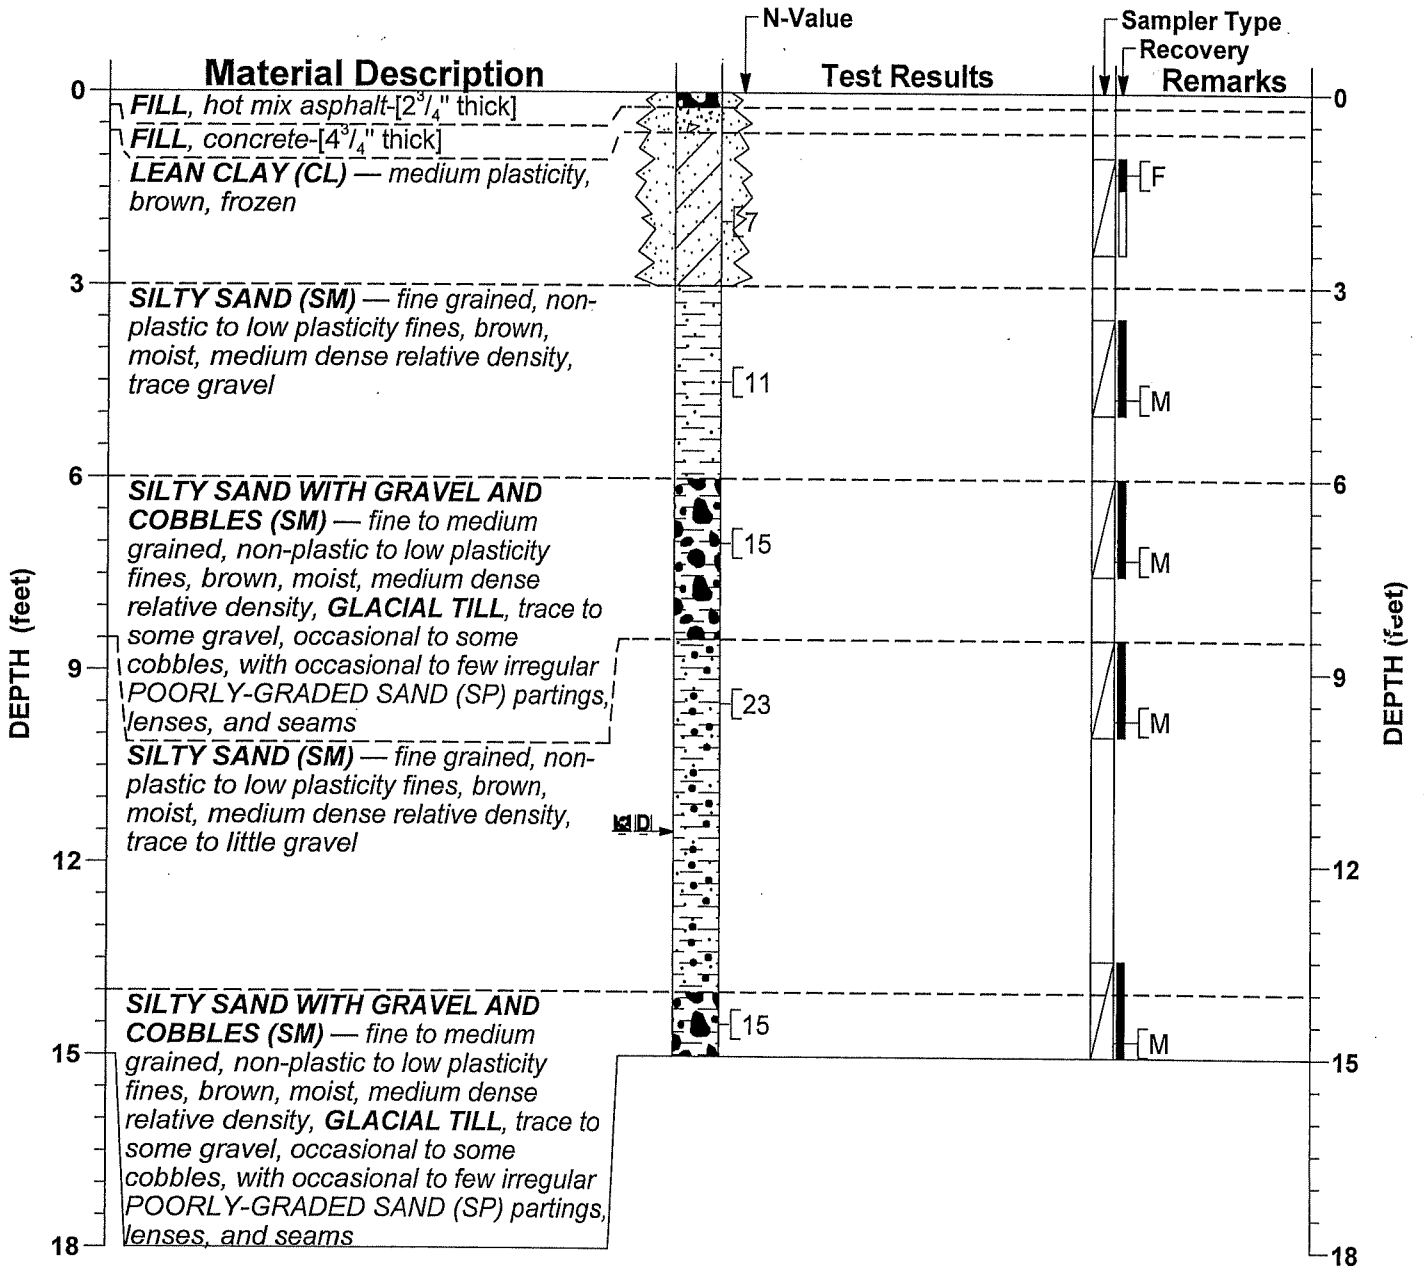 N-Value
Sampler Type
Recovery
Material Description
Test Results
Remarks
0
0
FILL, hot mix asphalt-[2 3/4" thick]
FILL, concrete-[4 3/4" thick]
LEAN CLAY (CL) — medium plasticity,
brown, frozen
F
7
3
3
SILTY SAND (SM) — fine grained, non-
plastic to low plasticity fines, brown,
moist, medium dense relative density,
trace gravel
11
M
6
6
SILTY SAND WITH GRAVEL AND
COBBLES (SM) — fine to medium
grained, non-plastic to low plasticity
fines, brown, moist, medium dense
relative density, GLACIAL TILL, trace to
some gravel, occasional to some
cobbles, with occasional to few irregular
POORLY-GRADED SAND (SP) partings,
lenses, and seams
15
M
DEPTH (feet)
DEPTH (feet)
9
9
23
M
SILTY SAND (SM) — fine grained, non-
plastic to low plasticity fines, brown,
moist, medium dense relative density,
trace to little gravel
12
12
SILTY SAND WITH GRAVEL AND
COBBLES (SM) — fine to medium
grained, non-plastic to low plasticity
fines, brown, moist, medium dense
relative density, GLACIAL TILL, trace to
some gravel, occasional to some
cobbles, with occasional to few irregular
POORLY-GRADED SAND (SP) partings,
lenses, and seams
15
M
15
15
18
18